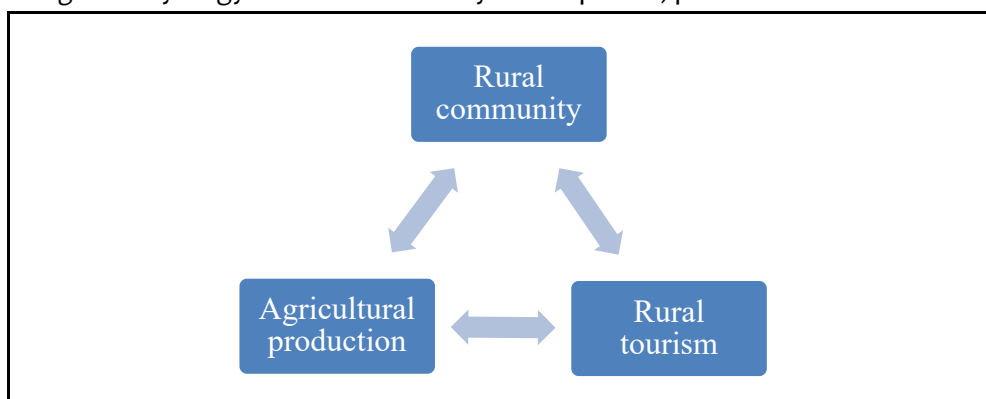 Rural
community
Agricultural
production
Rural
tourism